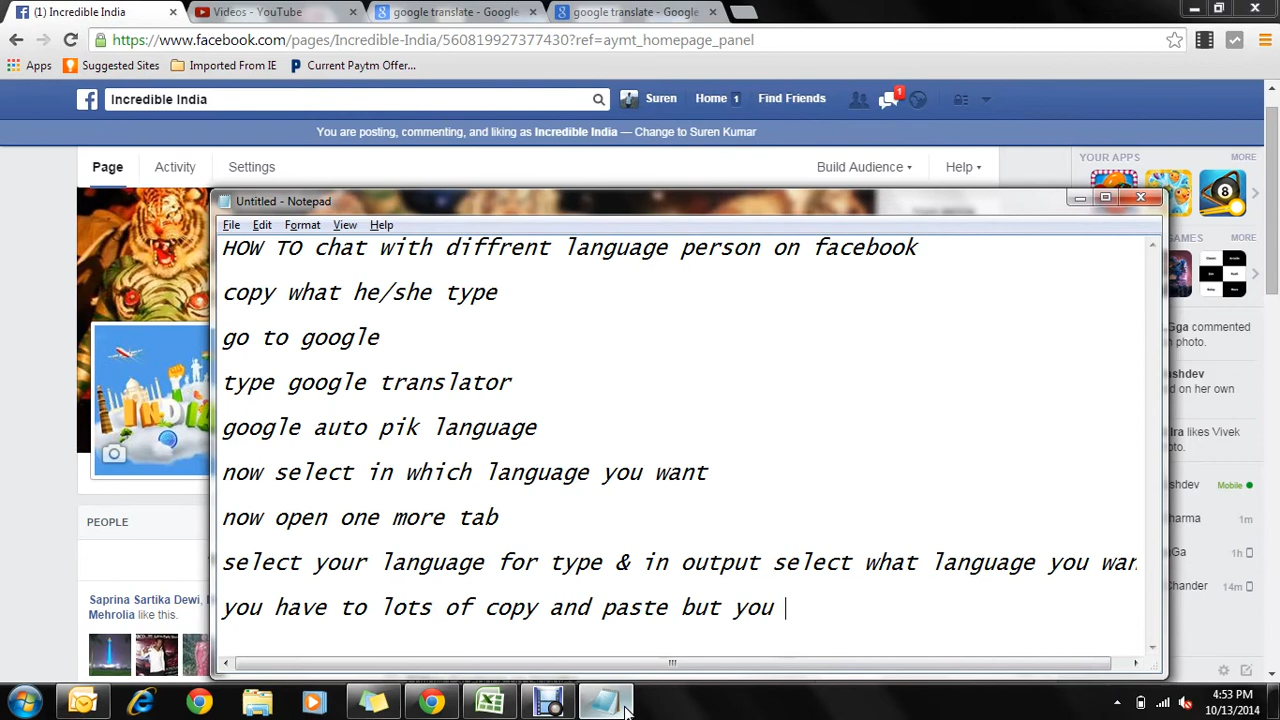 (1) Incredible India
Videos - YouTube
google translate - Google
google translate - Google
https://www.facebook.com/pages/Incredible-India/560819927377430?ref=aymt_homepage_panel
Apps
Suggested Sites
Imported From IE
Current Paytm Offer...
Incredible India
Suren
Home 1
Find Friends
1
You are posting, commenting, and liking as Incredible India — Change to Suren Kumar
Page
Activity
Settings
Build Audience
Help
YOUR APPS
MORE
Untitled - Notepad
File Edit Format View Help
HOW TO chat with diffrent language person on facebook
copy what he/she type
go to google
type google translator
google auto pik language
now select in which language you want
now open one more tab
select your language for type & in output select what language you wan
you have to lots of copy and paste but you
8
GAMES
MORE
Gga commented
photo.
shdev
d on her own
lra likes Vivek
oto.
shdev
Mobile
harma
1m
Ga
1h
Chander
14m
INDIA
PEOPLE
Saprina Sartika Dewi,
Mehrolia like this.
4:53 PM
10/13/2014